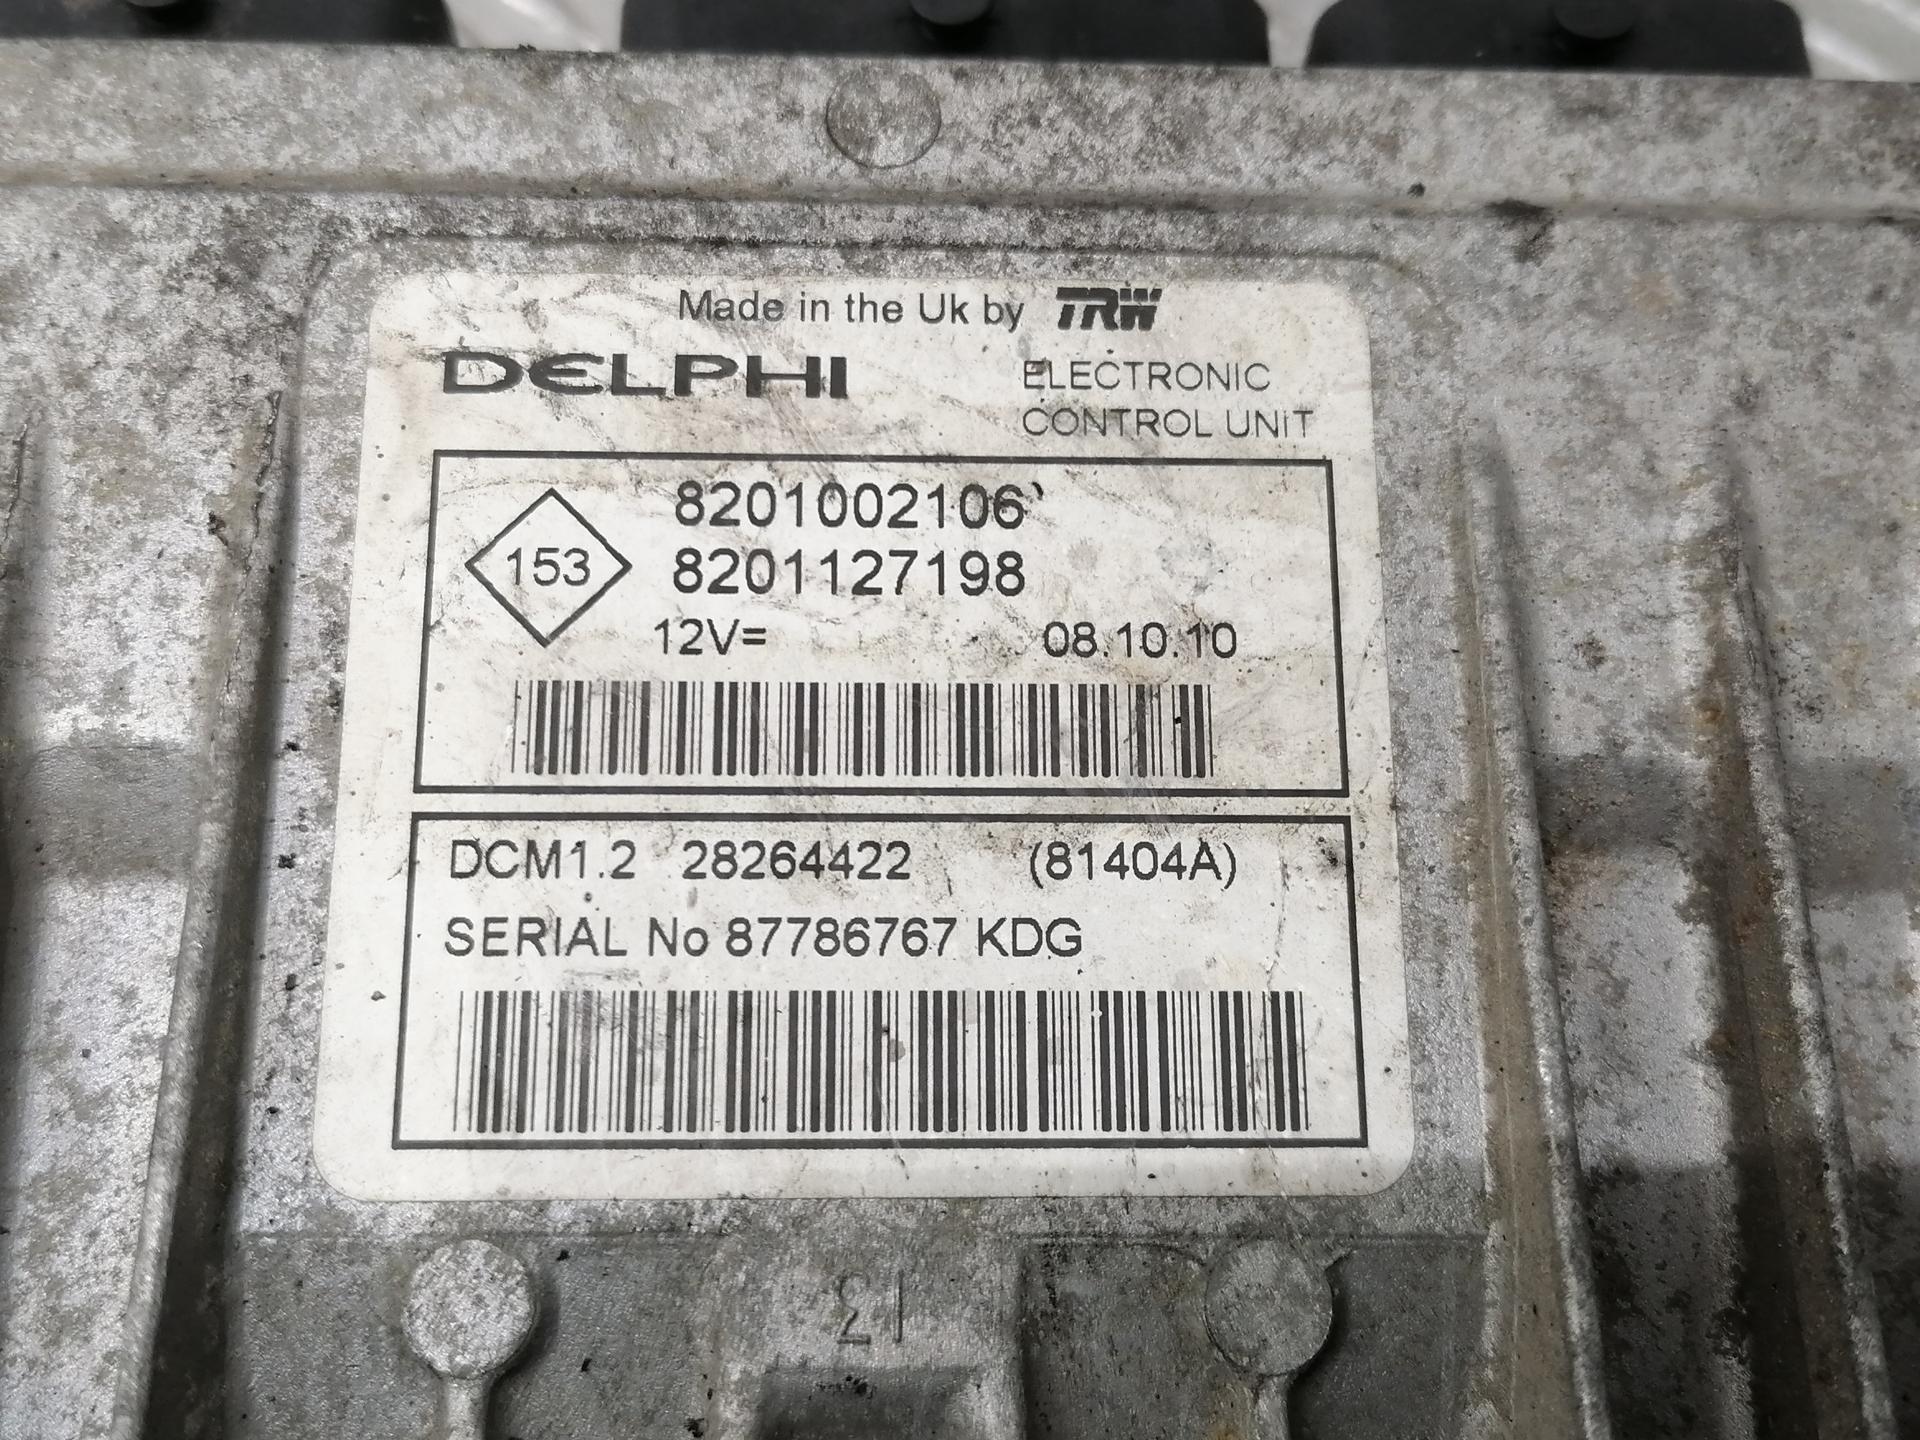 Made in the Uk by TRW
DELPHI
ELECTRONIC
CONTROL UNIT
153
8201002106
8201127198
12V=
08.10.10
DCM1.2 28264422 (81404A)
SERIAL No 87786767 KDG
13